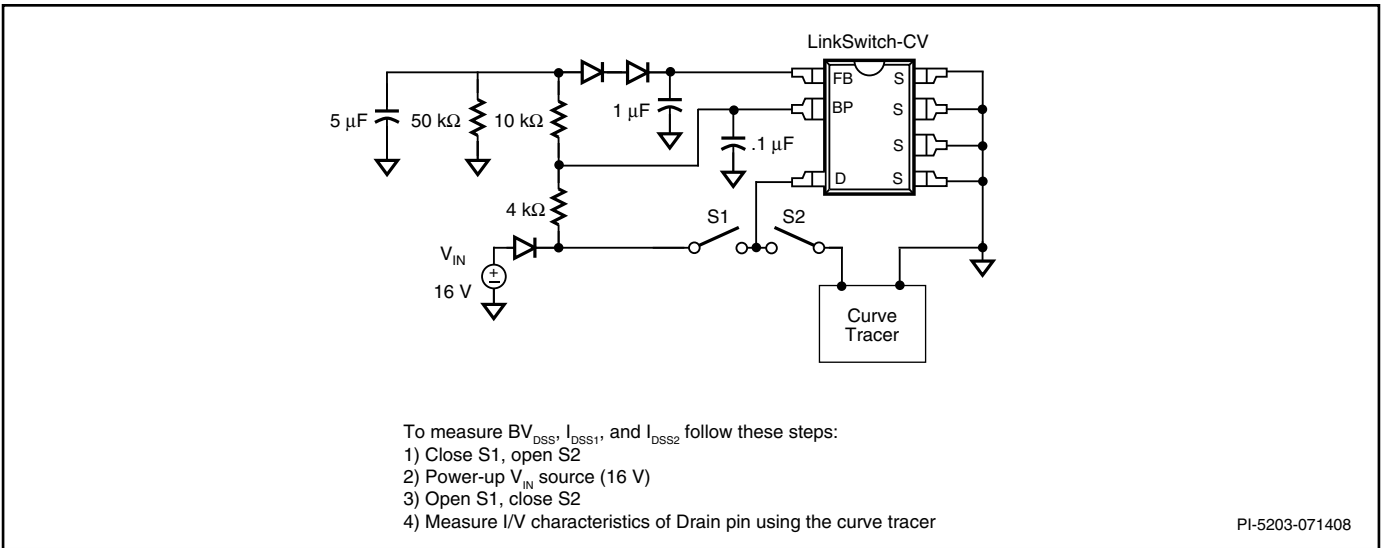 LinkSwitch-CV
FB S
BP S
S
D S
5 μF
50 kΩ
10 kΩ
1 μF
.1 μF
4 kΩ
S1 S2
V_IN
16 V
+
Curve
Tracer
To measure BV_DSS, I_DSS1, and I_DSS2 follow these steps:
1) Close S1, open S2
2) Power-up V_IN source (16 V)
3) Open S1, close S2
4) Measure I/V characteristics of Drain pin using the curve tracer
PI-5203-071408